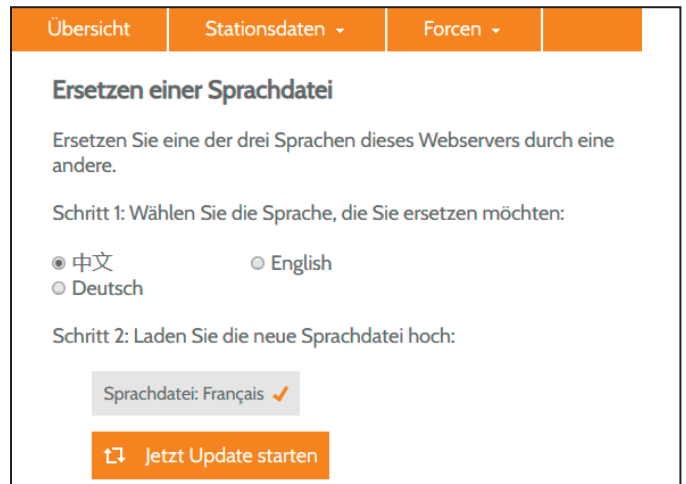 Übersicht Stationsdaten Forcen
Ersetzen einer Sprachdatei
Ersetzen Sie eine der drei Sprachen dieses Webservers durch eine
andere.
Schritt 1: Wählen Sie die Sprache, die Sie ersetzen möchten:
中文 English
Deutsch
Schritt 2: Laden Sie die neue Sprachdatei hoch:
Sprachdatei: Français
Jetzt Update starten